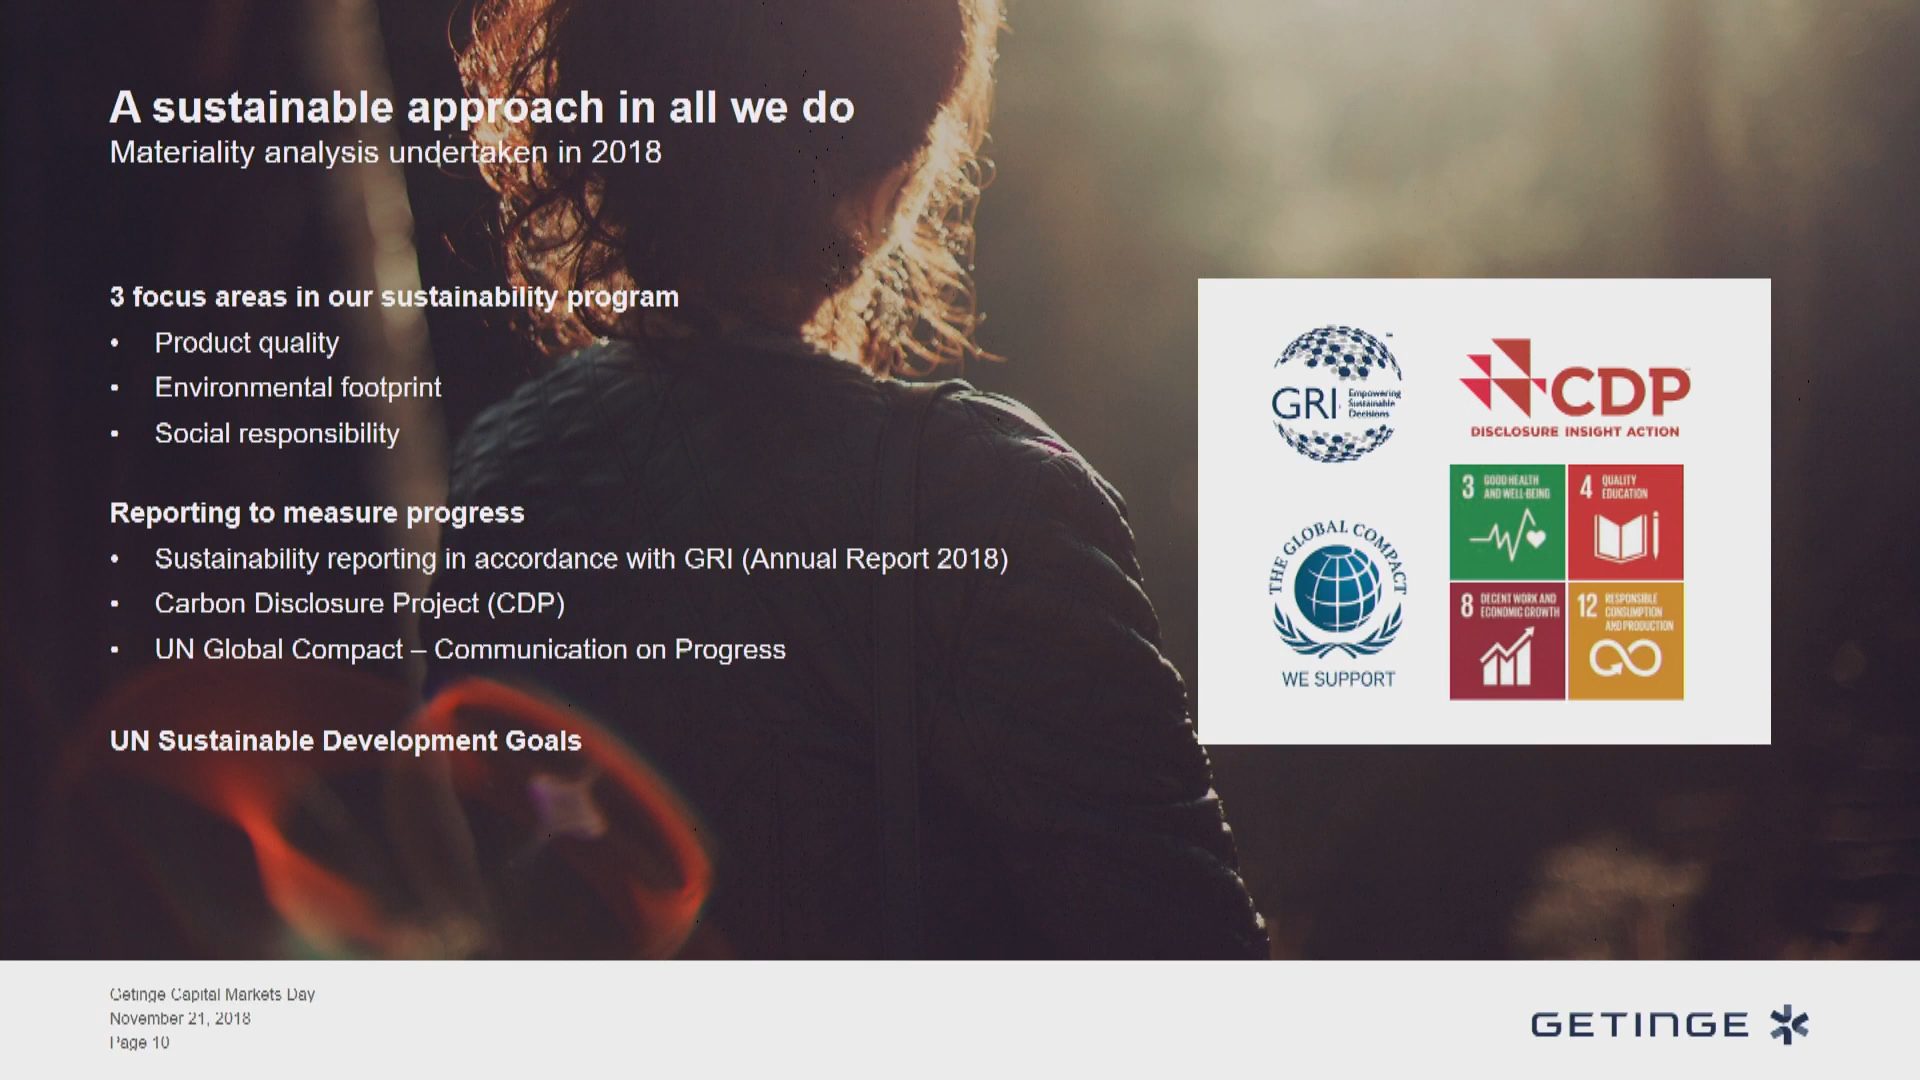 A sustainable approach in all we do
Materiality analysis undertaken in 2018
3 focus areas in our sustainability program
• Product quality
• Environmental footprint
• Social responsibility
Reporting to measure progress
• Sustainability reporting in accordance with GRI (Annual Report 2018)
• Carbon Disclosure Project (CDP)
• UN Global Compact – Communication on Progress
UN Sustainable Development Goals
GRI
Empowering
Sustainable
Decisions
CDP
DISCLOSURE INSIGHT ACTION
THE GLOBAL COMPACT
WE SUPPORT
3 GOOD HEALTH
AND WELL-BEING
4 QUALITY
EDUCATION
8 DECENT WORK AND
ECONOMIC GROWTH
12 RESPONSIBLE
CONSUMPTION
AND PRODUCTION
Getinge Capital Markets Day
November 21, 2018
Page 10
GETINGE